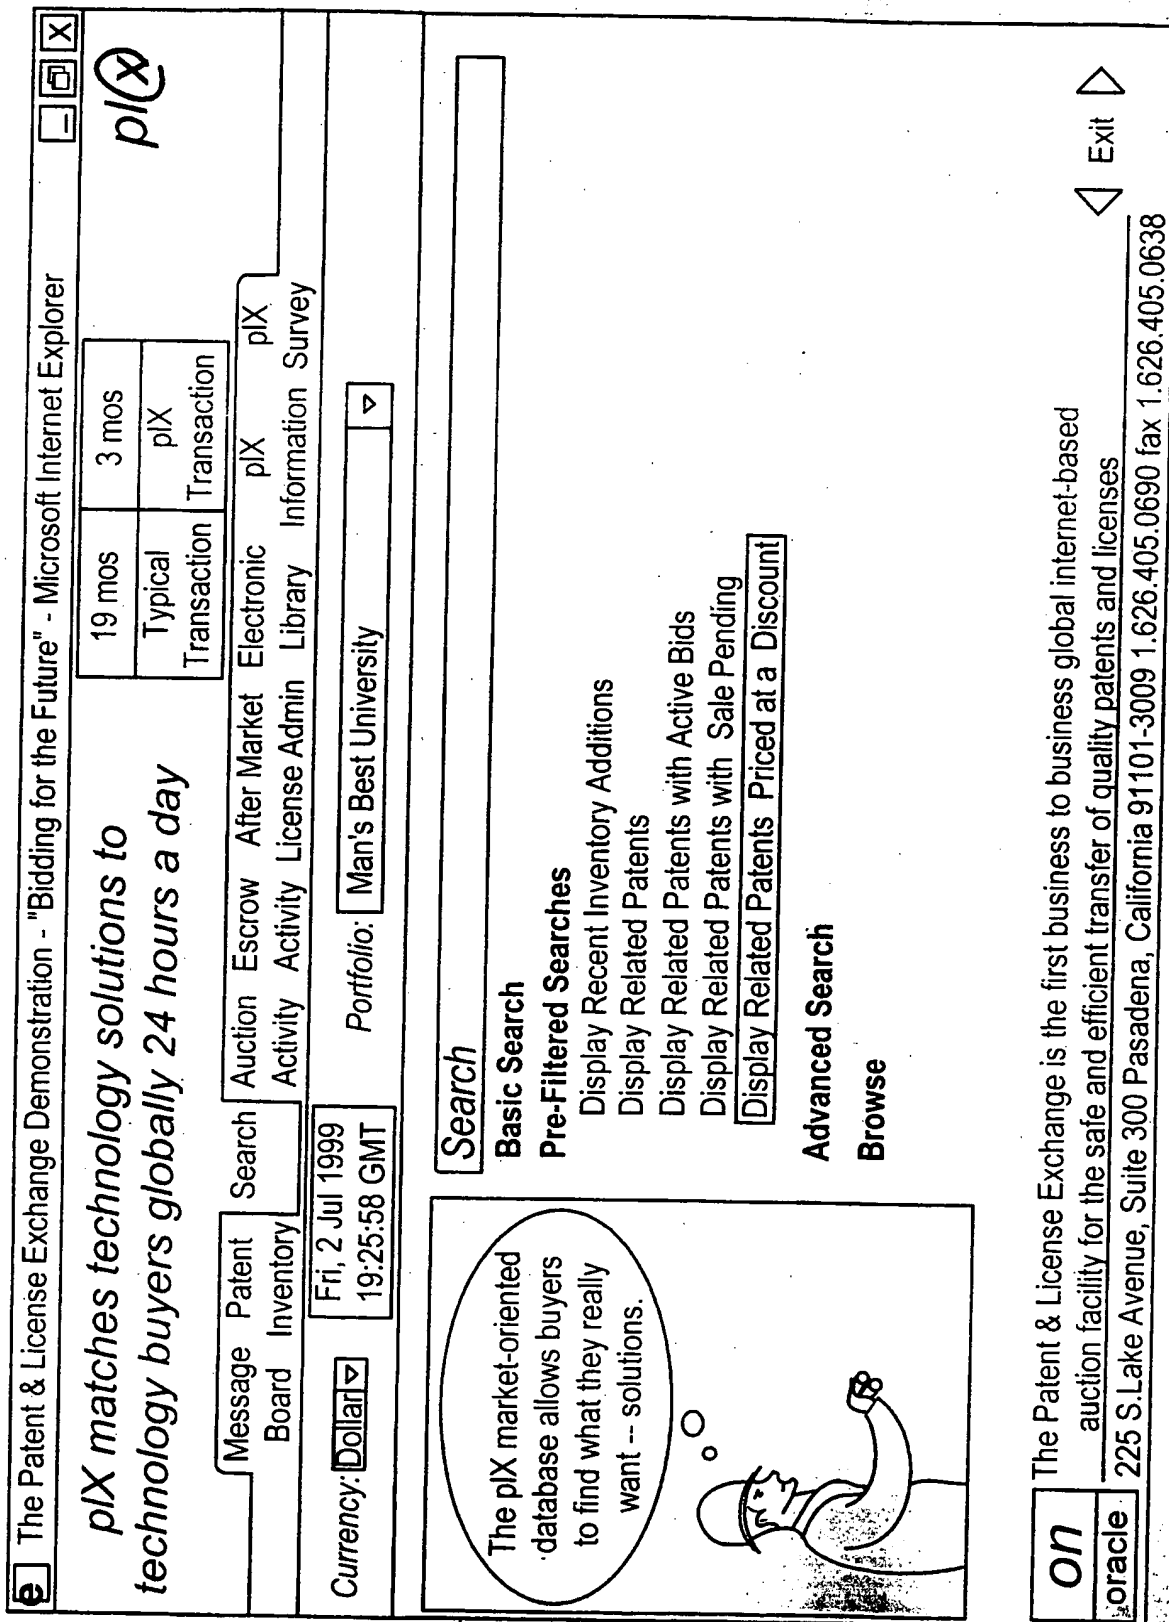 e The Patent & License Exchange Demonstration - "Bidding for the Future" - Microsoft Internet Explorer _ X
plX matches technology solutions to
technology buyers globally 24 hours a day
19 mos 3 mos
Typical plX
Transaction Transaction
plx
Message Patent Search Auction Escrow After Market Electronic plX plX
Board Inventory Activity Activity License Admin Library Information Survey
Currency: Dollar
Fri, 2 Jul 1999
19:25:58 GMT
Portfolio: Man's Best University
The plX market-oriented
database allows buyers
to find what they really
want -- solutions.
Search
Basic Search
Pre-Filtered Searches
Display Recent Inventory Additions
Display Related Patents
Display Related Patents with Active Bids
Display Related Patents with Sale Pending
Display Related Patents Priced at a Discount
Advanced Search
Browse
on
oracle
The Patent & License Exchange is the first business to business global internet-based
auction facility for the safe and efficient transfer of quality patents and licenses
225 S.Lake Avenue, Suite 300 Pasadena, California 91101-3009 1.626.405.0690 fax 1.626.405.0638
Exit